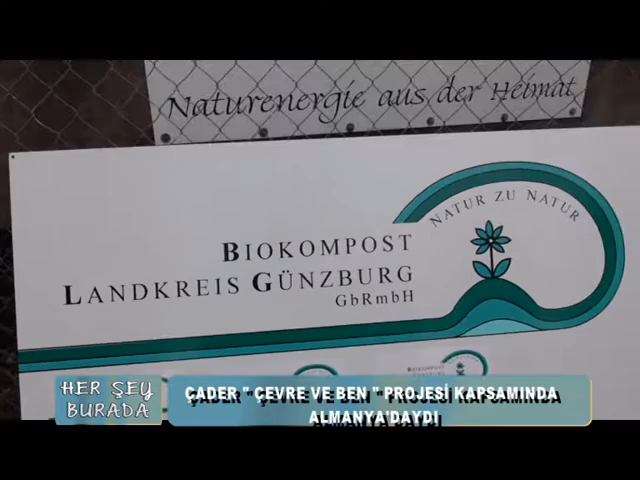 Naturenergie aus der Heimat
NATUR ZU NATUR
BIOKOMPOST
LANDKREIS GÜNZBURG
GbRmbH
HER ŞEY
BURADA
ÇADER " ÇEVRE VE BEN " PROJESİ KAPSAMINDA
ALMANYA'DAYDI